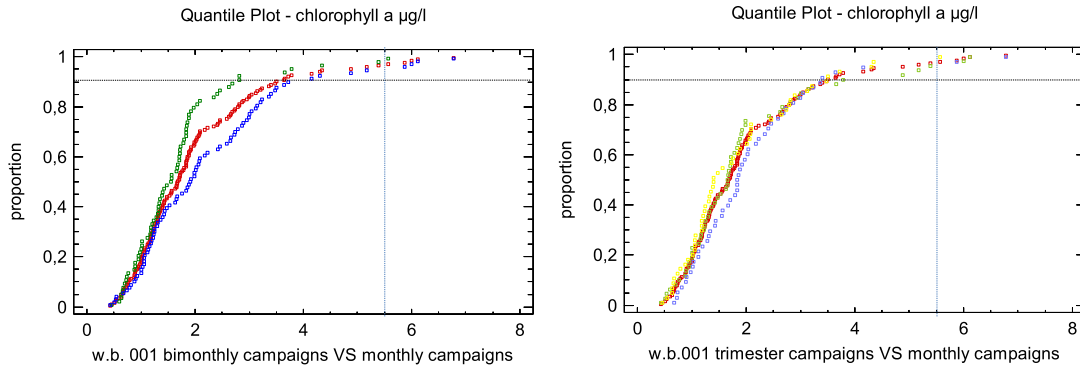 Quantile Plot - chlorophyll a µg/l
1
0,8
0,6
0,4
0,2
0
proportion
0 2 4 6 8
w.b. 001 bimonthly campaigns VS monthly campaigns
Quantile Plot - chlorophyll a µg/l
1
0,8
0,6
0,4
0,2
0
proportion
0 2 4 6 8
w.b.001 trimester campaigns VS monthly campaigns